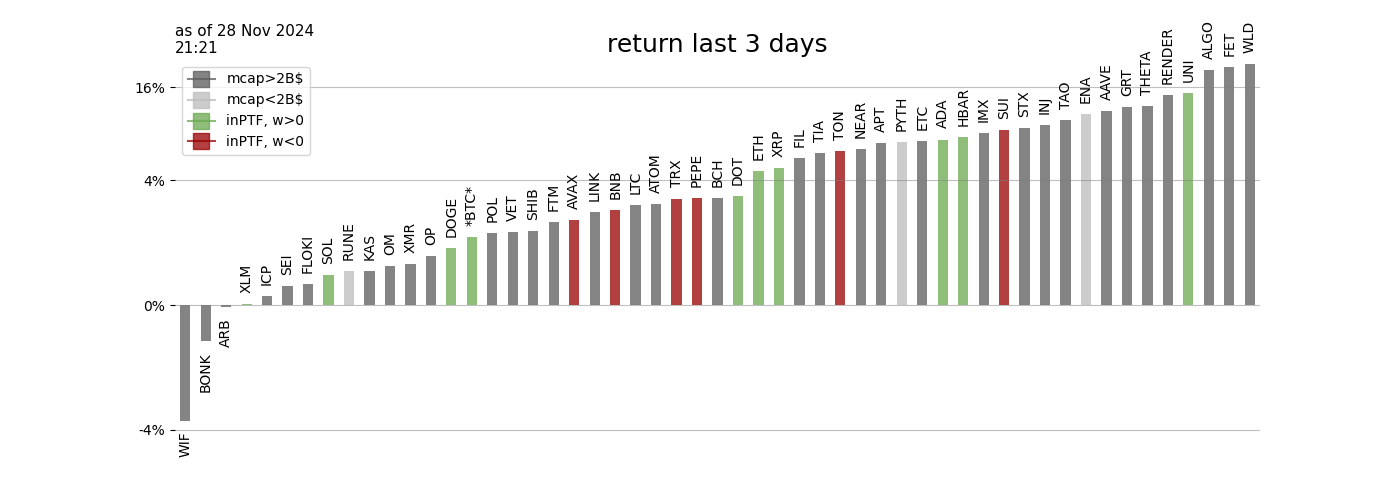 as of 28 Nov 2024
21:21
return last 3 days
mcap>2B$
mcap<2B$
inPTF, w>0
inPTF, w<0
16%
4%
0%
-4%
WIF
BONK
ARB
XLM
ICP
SEI
FLOKI
SOL
RUNE
KAS
OM
XMR
OP
DOGE
*BTC*
POL
VET
SHIB
FTM
AVAX
LINK
BNB
LTC
ATOM
TRX
PEPE
BCH
DOT
ETH
XRP
FIL
TIA
TON
NEAR
APT
PYTH
ETC
ADA
HBAR
IMX
SUI
STX
INJ
TAO
ENA
AAVE
GRT
THETA
RENDER
UNI
ALGO
FET
WLD